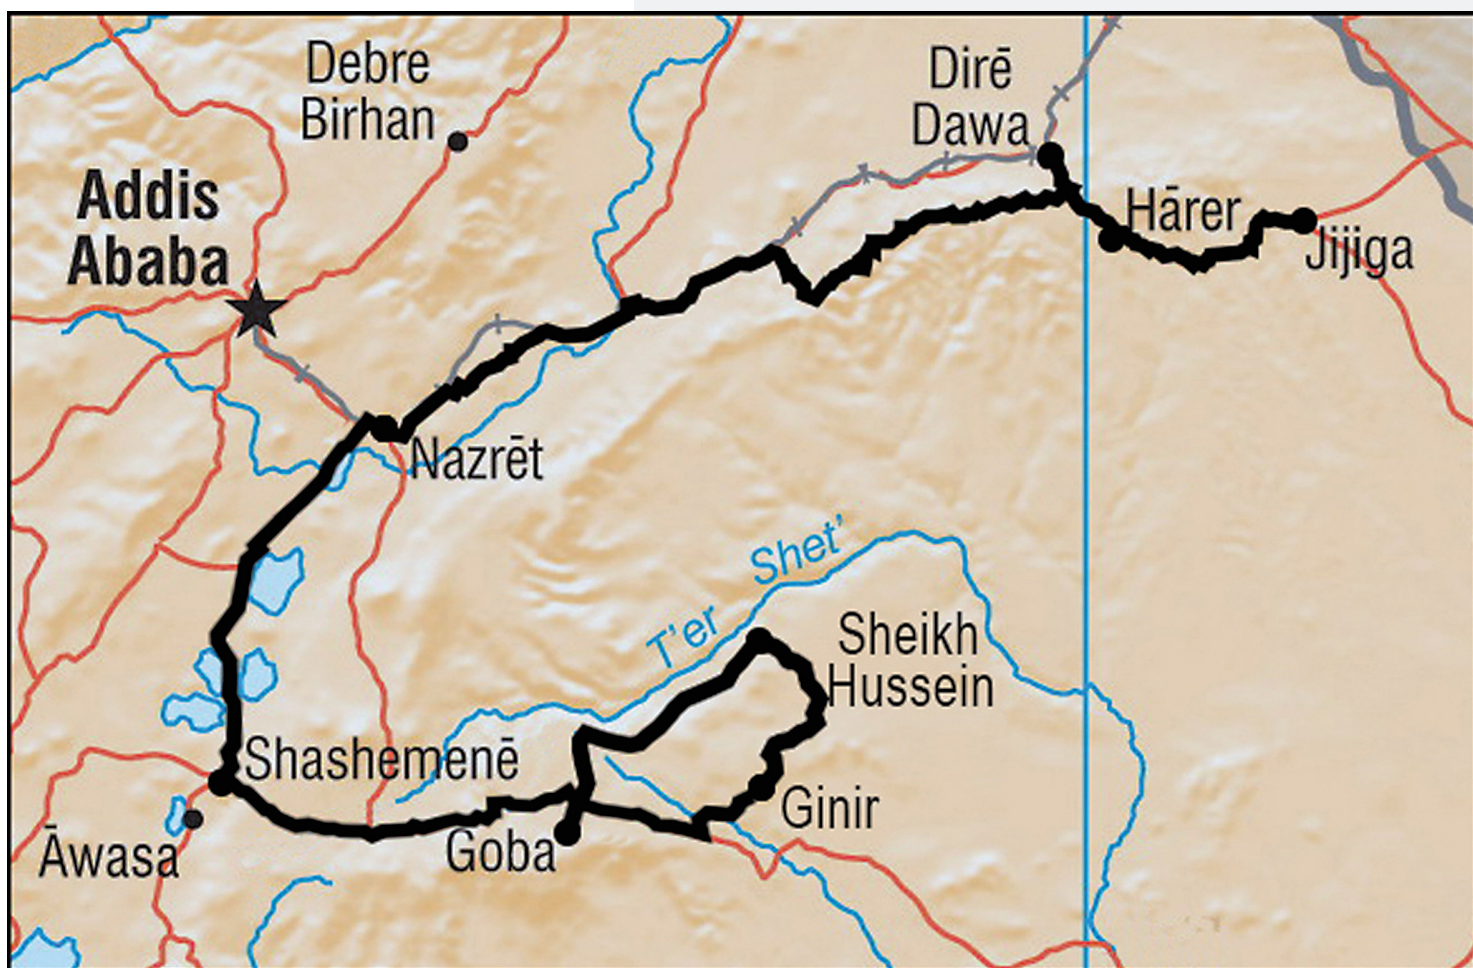 Debre
Birhan
Dirē
Dawa
Addis
Ababa
Hārer
Jijiga
Nazrēt
T'er Shet'
Sheikh
Hussein
Shashemenē
Ginir
Goba
Āwasa